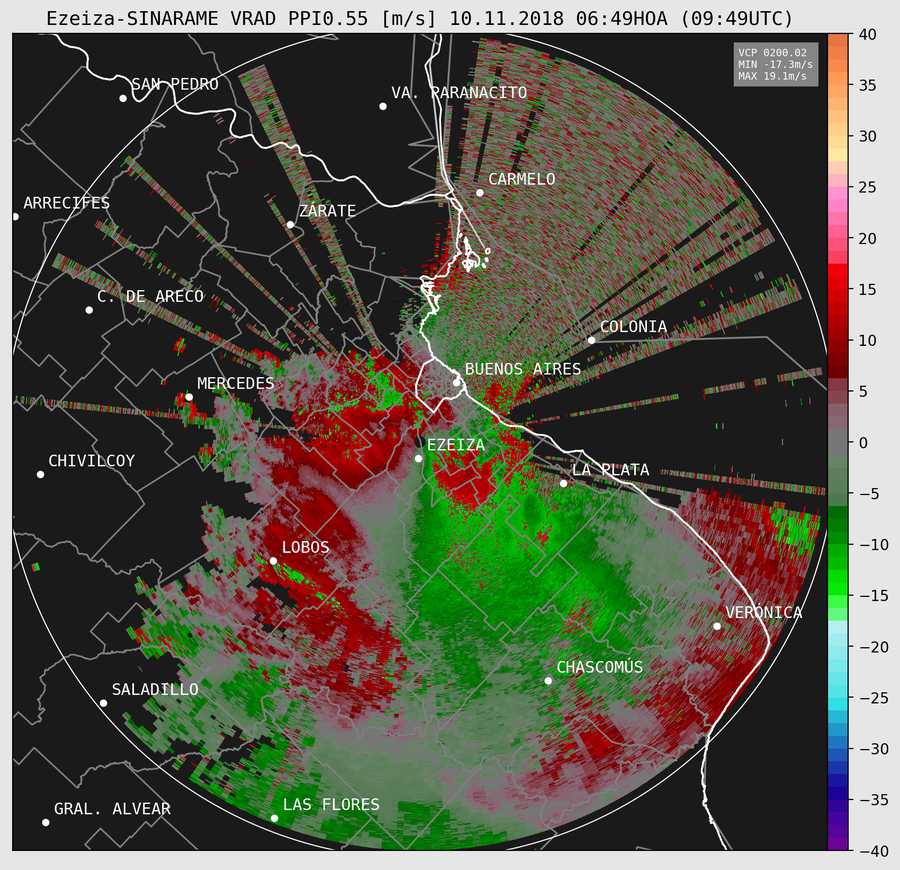 Ezeiza-SINARAME VRAD PPI0.55 [m/s] 10.11.2018 06:49HOA (09:49UTC)
VCP 0200.02
MIN -17.3m/s
MAX 19.1m/s
SAN PEDRO
VA. PARANACITO
CARMELO
ARRECIFES
ZARATE
C. DE ARECO
COLONIA
BUENOS AIRES
MERCEDES
EZEIZA
CHIVILCOY
LA PLATA
LOBOS
VERONICA
CHASCOMUS
SALADILLO
LAS FLORES
GRAL. ALVEAR
40
35
30
25
20
15
10
5
0
−5
−10
−15
−20
−25
−30
−35
−40